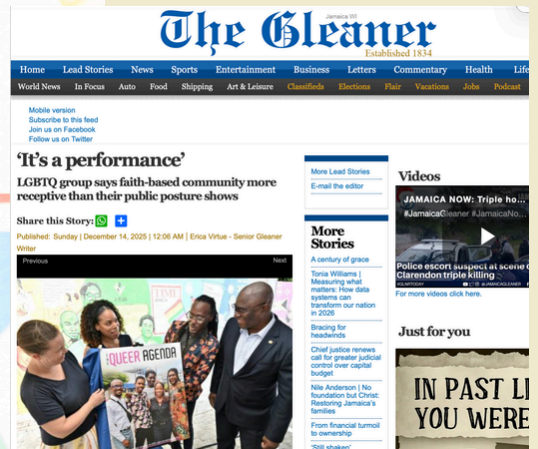 The Gleaner
Jamaica WI
Established 1834
Home Lead Stories News Sports Entertainment Business Letters Commentary Health Life
World News In Focus Auto Food Shipping Art & Leisure Classifieds Elections Flair Vacations Jobs Podcast
Mobile version
Subscribe to this feed
Join us on Facebook
Follow us on Twitter
‘It’s a performance’
LGBTQ group says faith-based community more
receptive than their public posture shows
Share this Story:
Published: Sunday | December 14, 2025 | 12:06 AM | Erica Virtue - Senior Gleaner
Writer
Previous Next
QUEER AGENDA
More Lead Stories
E-mail the editor
More
Stories
A century of grace
Tonia Williams |
Measuring what
matters: How data
systems can
transform our nation
in 2026
Bracing for
headwinds
Chief justice renews
call for greater judicial
control over capital
budget
Nile Anderson | No
foundation but Christ:
Restoring Jamaica’s
families
From financial turmoil
to ownership
‘Still shaken’
Videos
JAMAICA NOW: Triple ho...
#JamaicaGleaner #JamaicaNo...
Police escort suspect at scene o
Clarendon triple killing
For more videos click here.
Just for you
IN PAST LI
YOU WERE